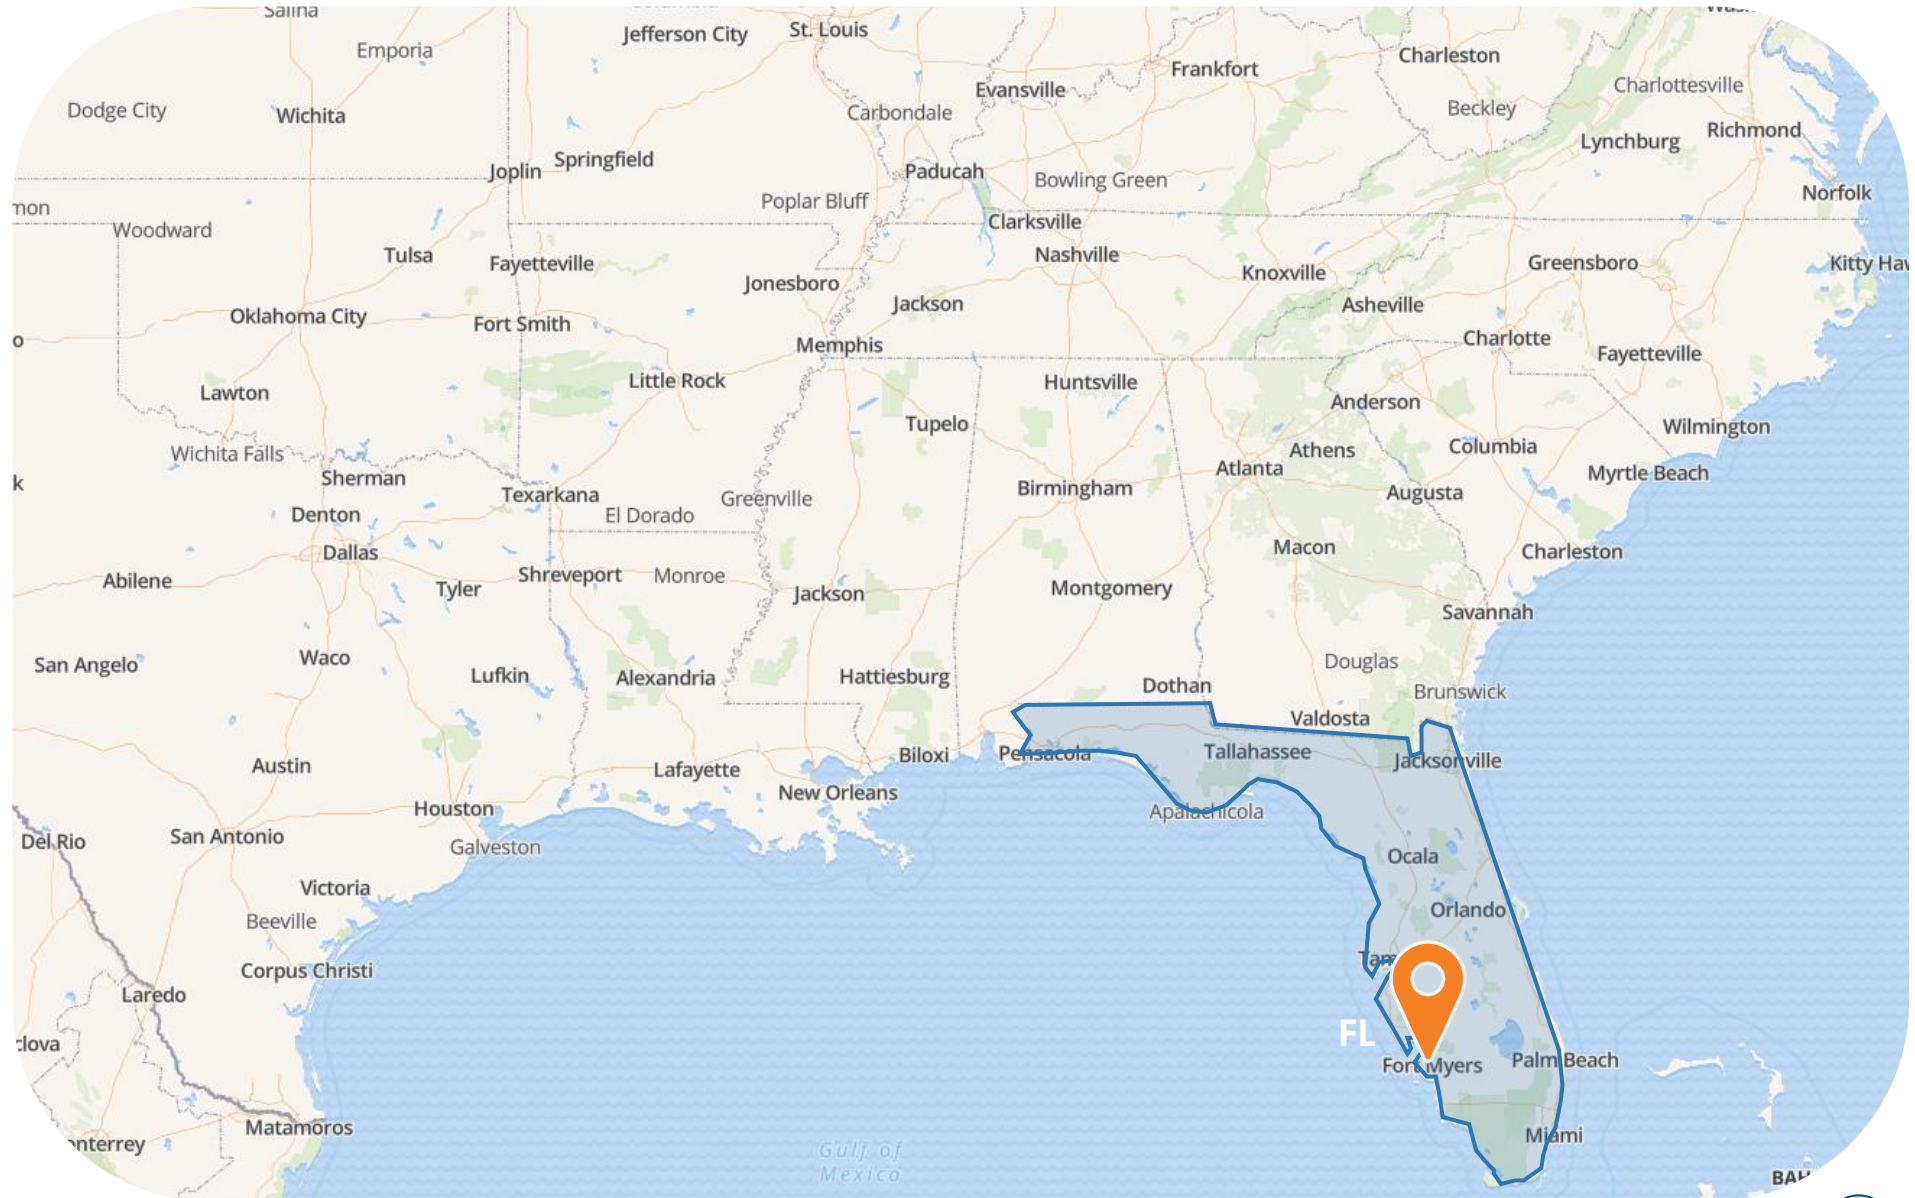 Salina
Jefferson City
St. Louis
Emporia
Charleston
Frankfort
Evansville
Charlottesville
Dodge City
Wichita
Carbondale
Beckley
Richmond
Lynchburg
Springfield
Joplin
Paducah
Bowling Green
Norfolk
Poplar Bluff
mon
Woodward
Clarksville
Tulsa
Fayetteville
Nashville
Greensboro
Kitty Haw
Knoxville
Jonesboro
Jackson
Asheville
Oklahoma City
Fort Smith
o
Memphis
Charlotte
Fayetteville
Little Rock
Huntsville
Lawton
Anderson
Tupelo
Wilmington
Wichita Falls
Athens
Columbia
Atlanta
Sherman
k
Myrtle Beach
Texarkana
Greenville
Birmingham
Augusta
Denton
El Dorado
Dallas
Macon
Charleston
Abilene
Tyler
Shreveport
Monroe
Jackson
Montgomery
Savannah
San Angelo
Waco
Lufkin
Alexandria
Hattiesburg
Dothan
Douglas
Brunswick
Valdosta
Biloxi
Pensacola
Tallahassee
Jacksonville
Austin
Lafayette
New Orleans
Houston
Apalachicola
Del Rio
San Antonio
Galveston
Ocala
Victoria
Beeville
Orlando
Tam
Corpus Christi
Laredo
FL
clova
Fort Myers
Palm Beach
Matamoros
onterrey
Miami
Gulf of
Mexico
BAH